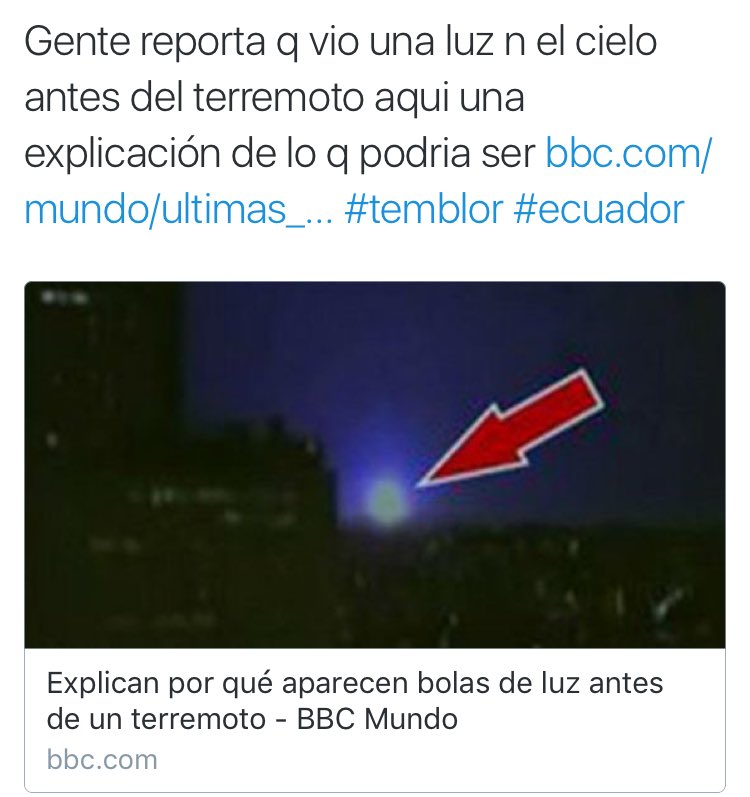 Gente reporta q vio una luz n el cielo
antes del terremoto aqui una
explicación de lo q podria ser bbc.com/
mundo/ultimas_... #temblor #ecuador
Explican por qué aparecen bolas de luz antes
de un terremoto - BBC Mundo
bbc.com